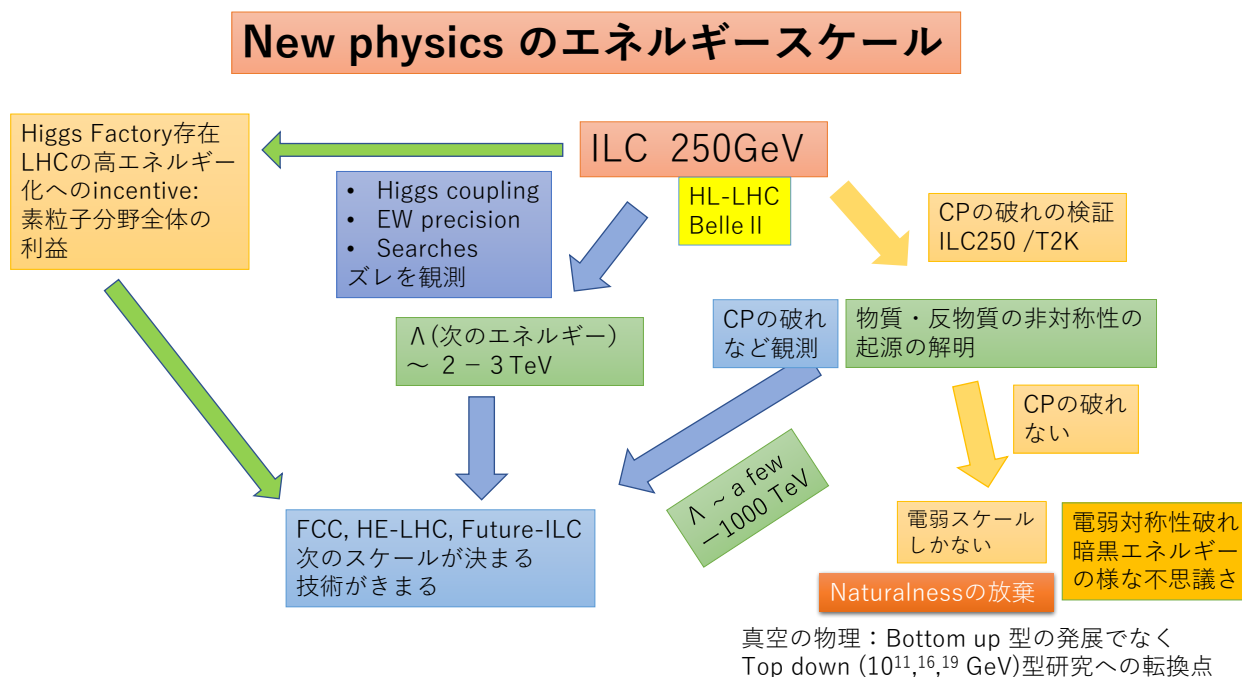 New physics のエネルギースケール
Higgs Factory存在
LHCの高エネルギー
化へのincentive:
素粒子分野全体の
利益
ILC 250GeV
• Higgs coupling
• EW precision
• Searches
ズレを観測
HL-LHC
Belle II
CPの破れの検証
ILC250 /T2K
Λ(次のエネルギー)
～ 2 – 3 TeV
CPの破れ
など観測
物質・反物質の非対称性の
起源の解明
CPの破れ
ない
Λ ~ a few
—1000 TeV
FCC, HE-LHC, Future-ILC
次のスケールが決まる
技術がきまる
電弱スケール
しかない
電弱対称性破れ
暗黒エネルギー
の様な不思議さ
Naturalnessの放棄
真空の物理：Bottom up 型の発展でなく
Top down (10¹¹,¹⁶,¹⁹ GeV)型研究への転換点